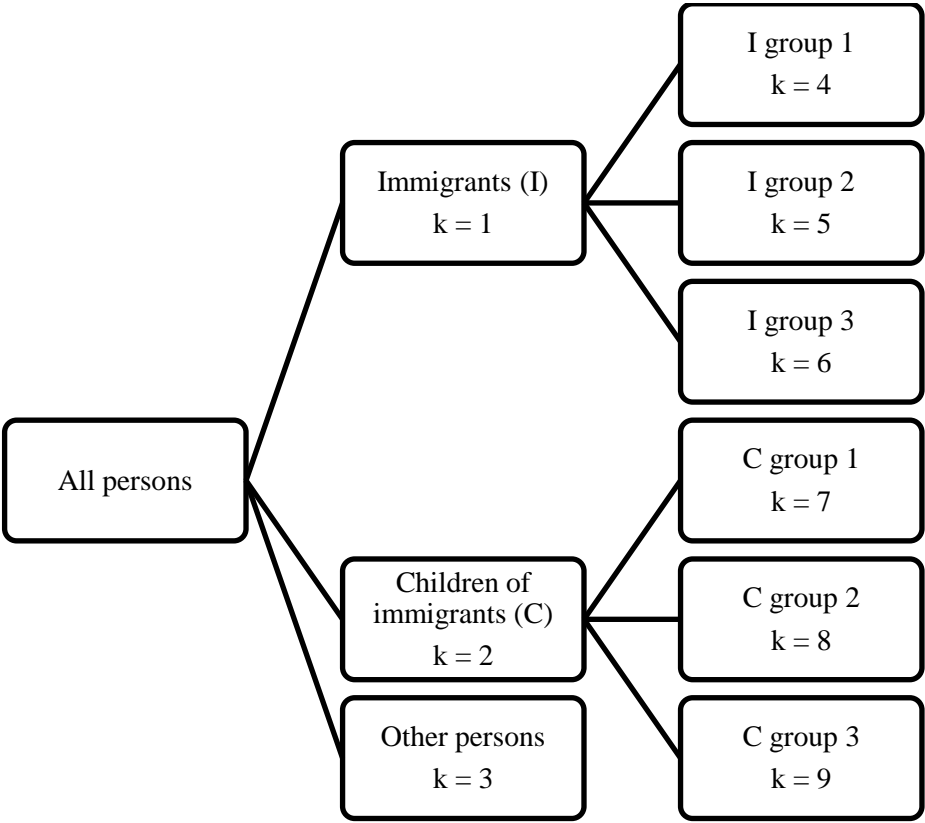 All persons
Immigrants (I)
k = 1
Children of
immigrants (C)
k = 2
Other persons
k = 3
I group 1
k = 4
I group 2
k = 5
I group 3
k = 6
C group 1
k = 7
C group 2
k = 8
C group 3
k = 9